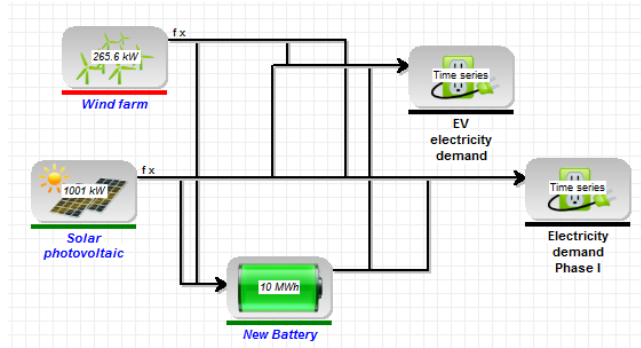 f x
265.6 kW
Wind farm
Time series
EV
electricity
demand
f x
1001 kW
Solar
photovoltaic
Time series
Electricity
demand
Phase I
10 MWh
New Battery